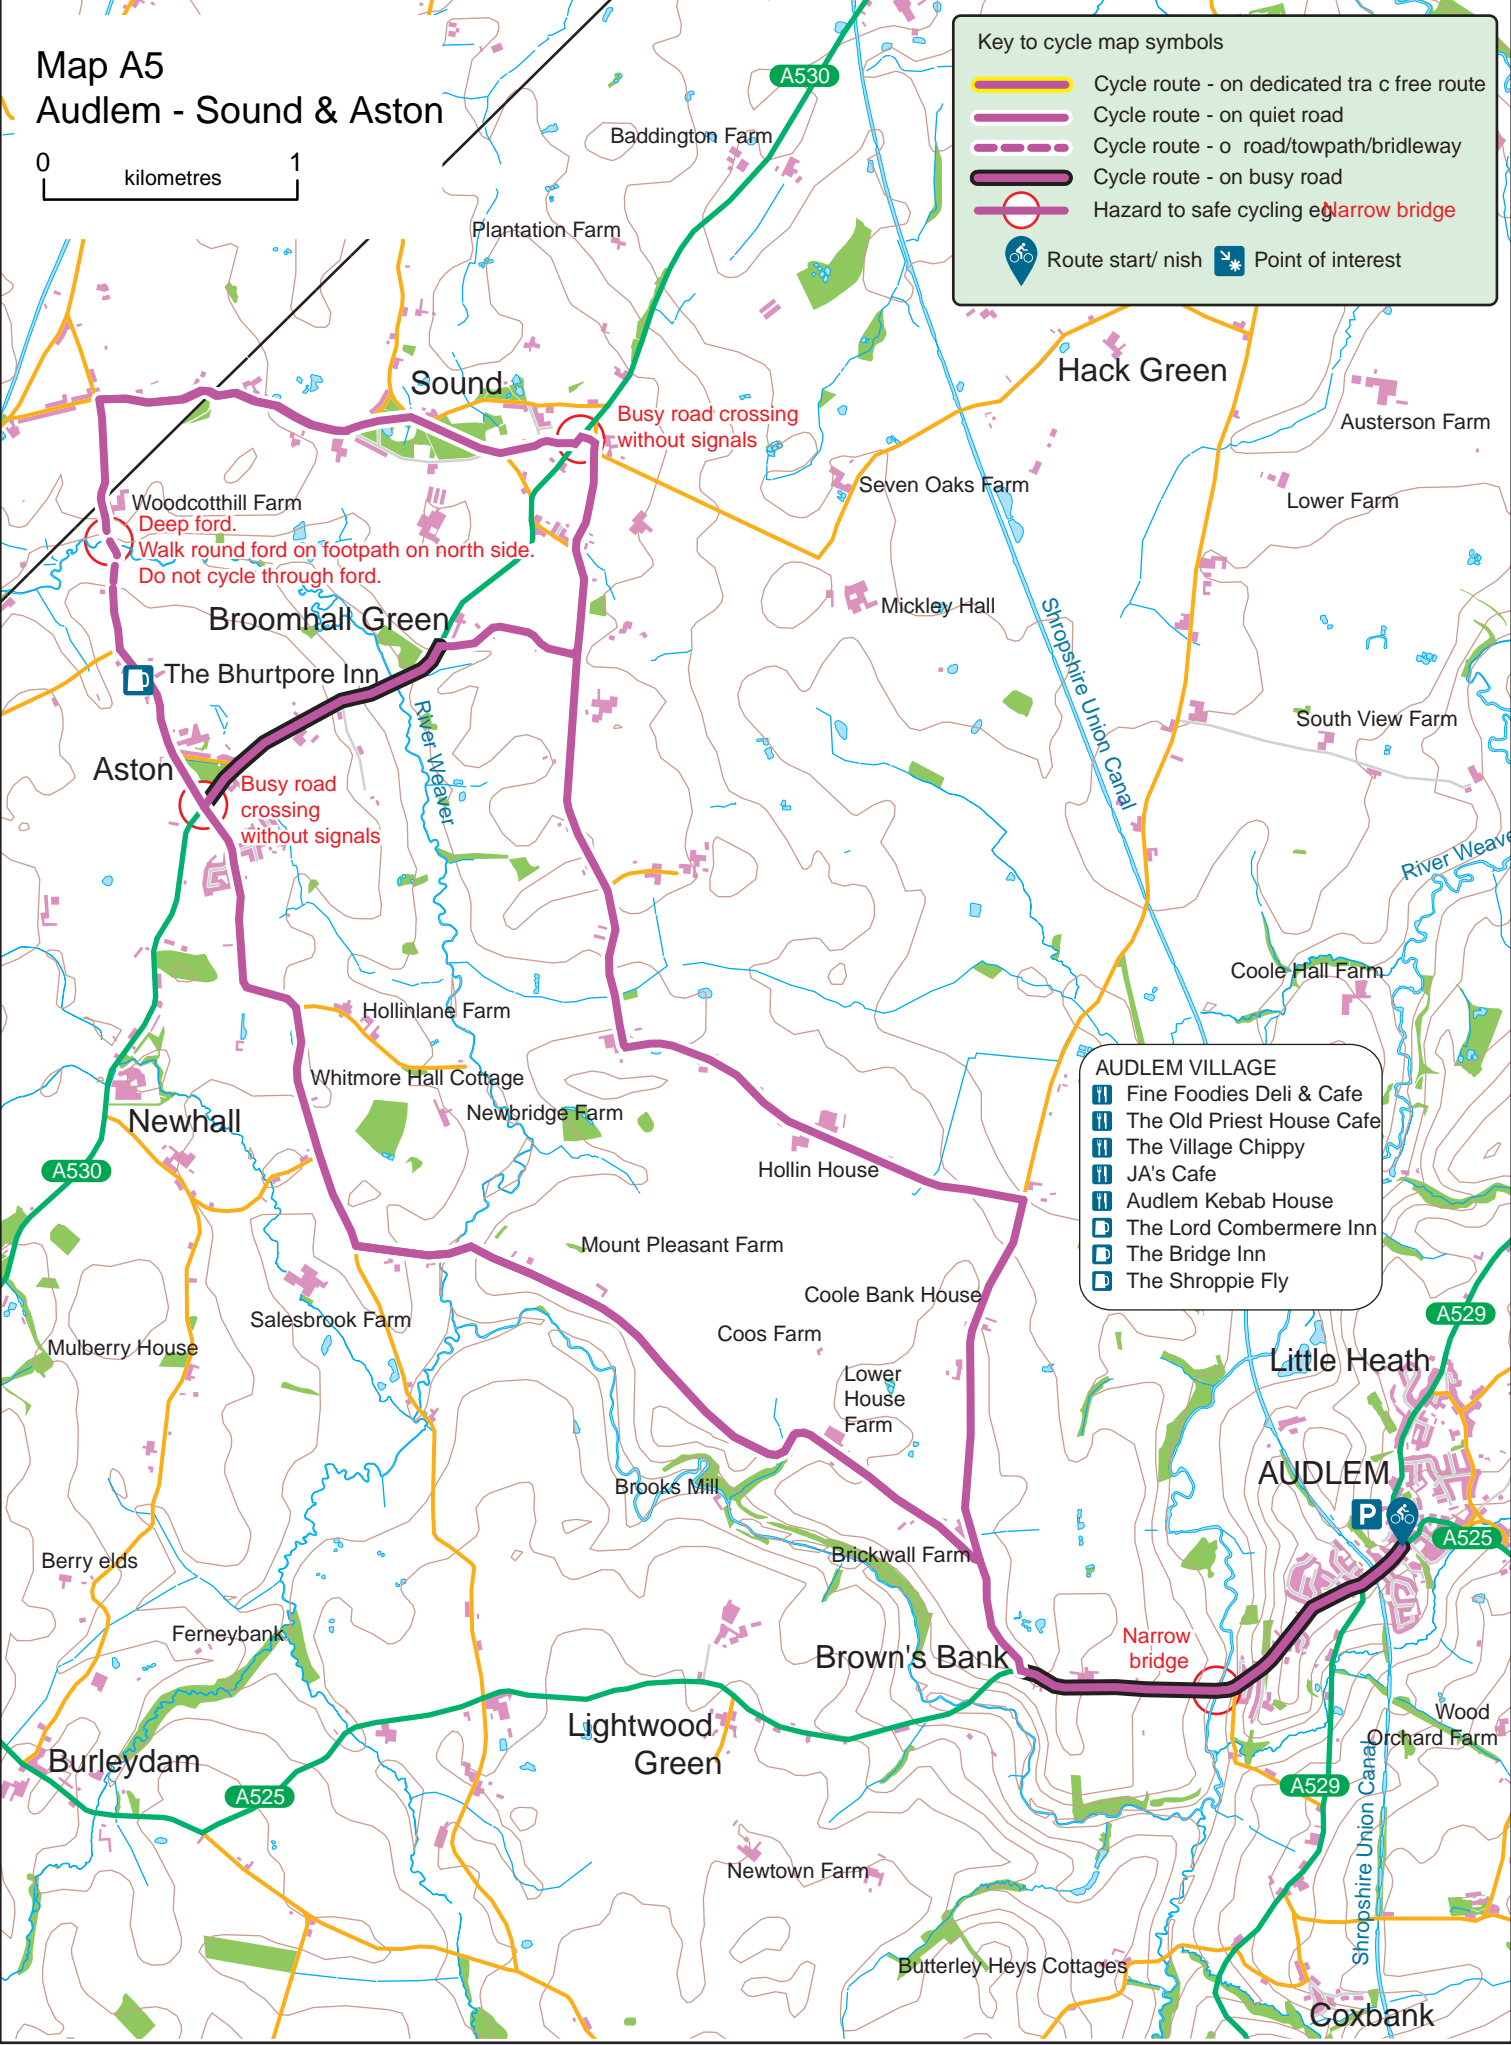 Map A5
Audlem - Sound & Aston
0
1
kilometres
Key to cycle map symbols
Cycle route - on dedicated tra c free route
Cycle route - on quiet road
Cycle route - o road/towpath/bridleway
Cycle route - on busy road
Hazard to safe cycling eg
Narrow bridge
Route start/ nish
Point of interest
A530
Baddington Farm
Plantation Farm
Hack Green
Sound
Busy road crossing
without signals
Austerson Farm
Seven Oaks Farm
Lower Farm
Woodcotthill Farm
Deep ford.
Walk round ford on footpath on north side.
Do not cycle through ford.
Mickley Hall
Broomhall Green
The Bhurtpore Inn
Shropshire Union Canal
River Weaver
South View Farm
Aston
Busy road
crossing
without signals
River Weave
Coole Hall Farm
Hollinlane Farm
Whitmore Hall Cottage
Newbridge Farm
Newhall
A530
Hollin House
AUDLEM VILLAGE
Fine Foodies Deli & Cafe
The Old Priest House Cafe
The Village Chippy
JA's Cafe
Audlem Kebab House
The Lord Combermere Inn
The Bridge Inn
The Shroppie Fly
Mount Pleasant Farm
Coole Bank House
Salesbrook Farm
Coos Farm
A529
Mulberry House
Little Heath
Lower
House
Farm
AUDLEM
Brooks Mill
P
A525
Berry elds
Brickwall Farm
Ferneybank
Brown's Bank
Narrow
bridge
Lightwood
Green
Wood
Orchard Farm
Burleydam
A525
A529
Shropshire Union Canal
Newtown Farm
Butterley Heys Cottages
Coxbank